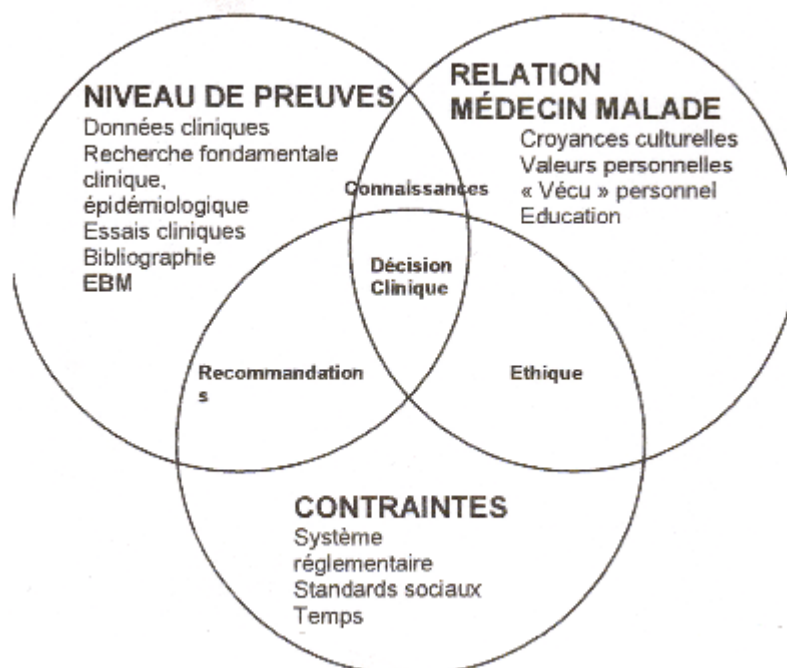 NIVEAU DE PREUVES
Données cliniques
Recherche fondamentale
clinique,
épidémiologique
Essais cliniques
Bibliographie
EBM
RELATION
MÉDECIN MALADE
Croyances culturelles
Valeurs personnelles
« Vécu » personnel
Education
Connaissances
Décision
Clinique
Recommandation
s
Ethique
CONTRAINTES
Système
réglementaire
Standards sociaux
Temps